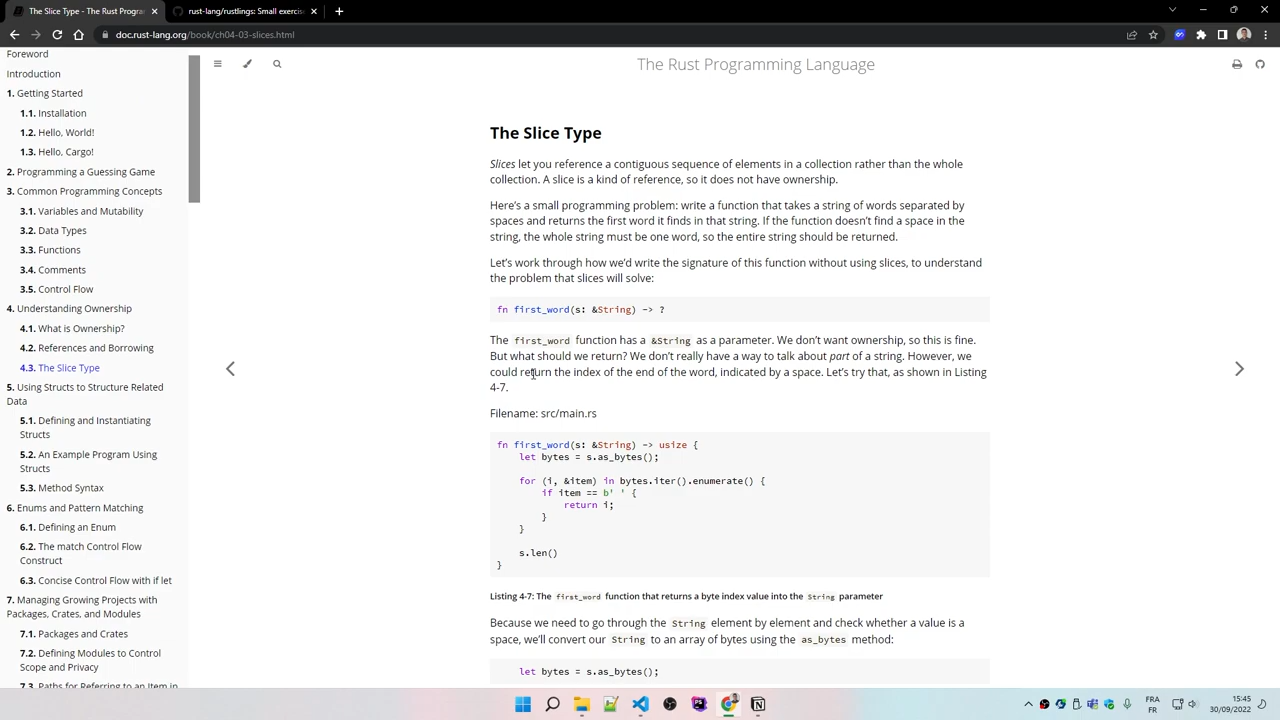 The Slice Type - The Rust Progra
rust-lang/rustlings: Small exercise
doc.rust-lang.org/book/ch04-03-slices.html
Foreword
Introduction
1. Getting Started
1.1. Installation
1.2. Hello, World!
1.3. Hello, Cargo!
2. Programming a Guessing Game
3. Common Programming Concepts
3.1. Variables and Mutability
3.2. Data Types
3.3. Functions
3.4. Comments
3.5. Control Flow
4. Understanding Ownership
4.1. What is Ownership?
4.2. References and Borrowing
4.3. The Slice Type
5. Using Structs to Structure Related
Data
5.1. Defining and Instantiating
Structs
5.2. An Example Program Using
Structs
5.3. Method Syntax
6. Enums and Pattern Matching
6.1. Defining an Enum
6.2. The match Control Flow
Construct
6.3. Concise Control Flow with if let
7. Managing Growing Projects with
Packages, Crates, and Modules
7.1. Packages and Crates
7.2. Defining Modules to Control
Scope and Privacy
7.3. Paths for Referring to an Item in
The Rust Programming Language
The Slice Type
Slices let you reference a contiguous sequence of elements in a collection rather than the whole
collection. A slice is a kind of reference, so it does not have ownership.
Here's a small programming problem: write a function that takes a string of words separated by
spaces and returns the first word it finds in that string. If the function doesn't find a space in the
string, the whole string must be one word, so the entire string should be returned.
Let's work through how we'd write the signature of this function without using slices, to understand
the problem that slices will solve:
fn first_word(s: &String) -> ?
The first_word function has a &String as a parameter. We don't want ownership, so this is fine.
But what should we return? We don't really have a way to talk about part of a string. However, we
could return the index of the end of the word, indicated by a space. Let's try that, as shown in Listing
4-7.
Filename: src/main.rs
fn first_word(s: &String) -> usize {
let bytes = s.as_bytes();
for (i, &item) in bytes.iter().enumerate() {
if item == b' ' {
return i;
}
}
s.len()
}
Listing 4-7: The first_word function that returns a byte index value into the String parameter
Because we need to go through the String element by element and check whether a value is a
space, we'll convert our String to an array of bytes using the as_bytes method:
let bytes = s.as_bytes();
FRA
FR
15:45
30/09/2022